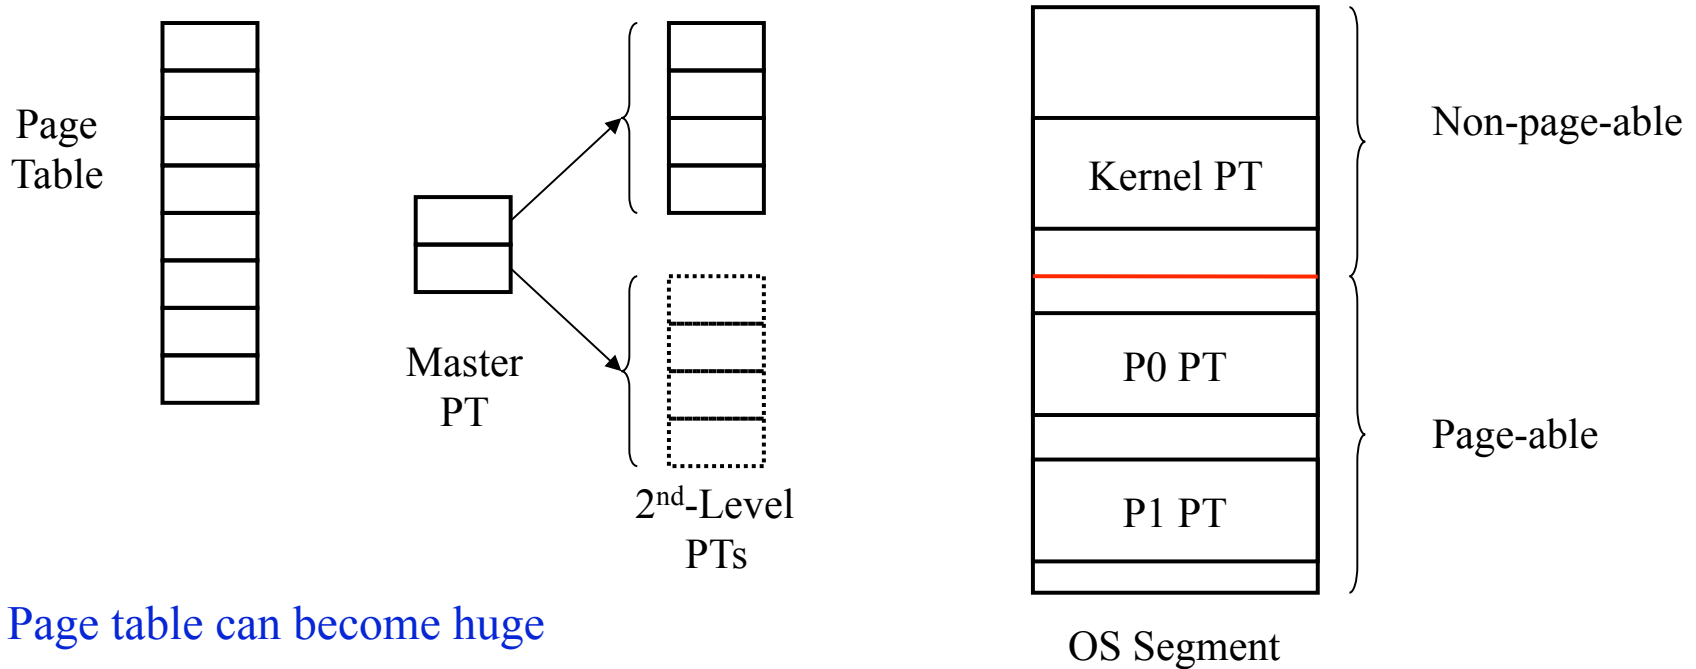 Page
Table
Master
PT
2nd-Level
PTs
Kernel PT
P0 PT
P1 PT
Non-page-able
Page-able
OS Segment
Page table can become huge